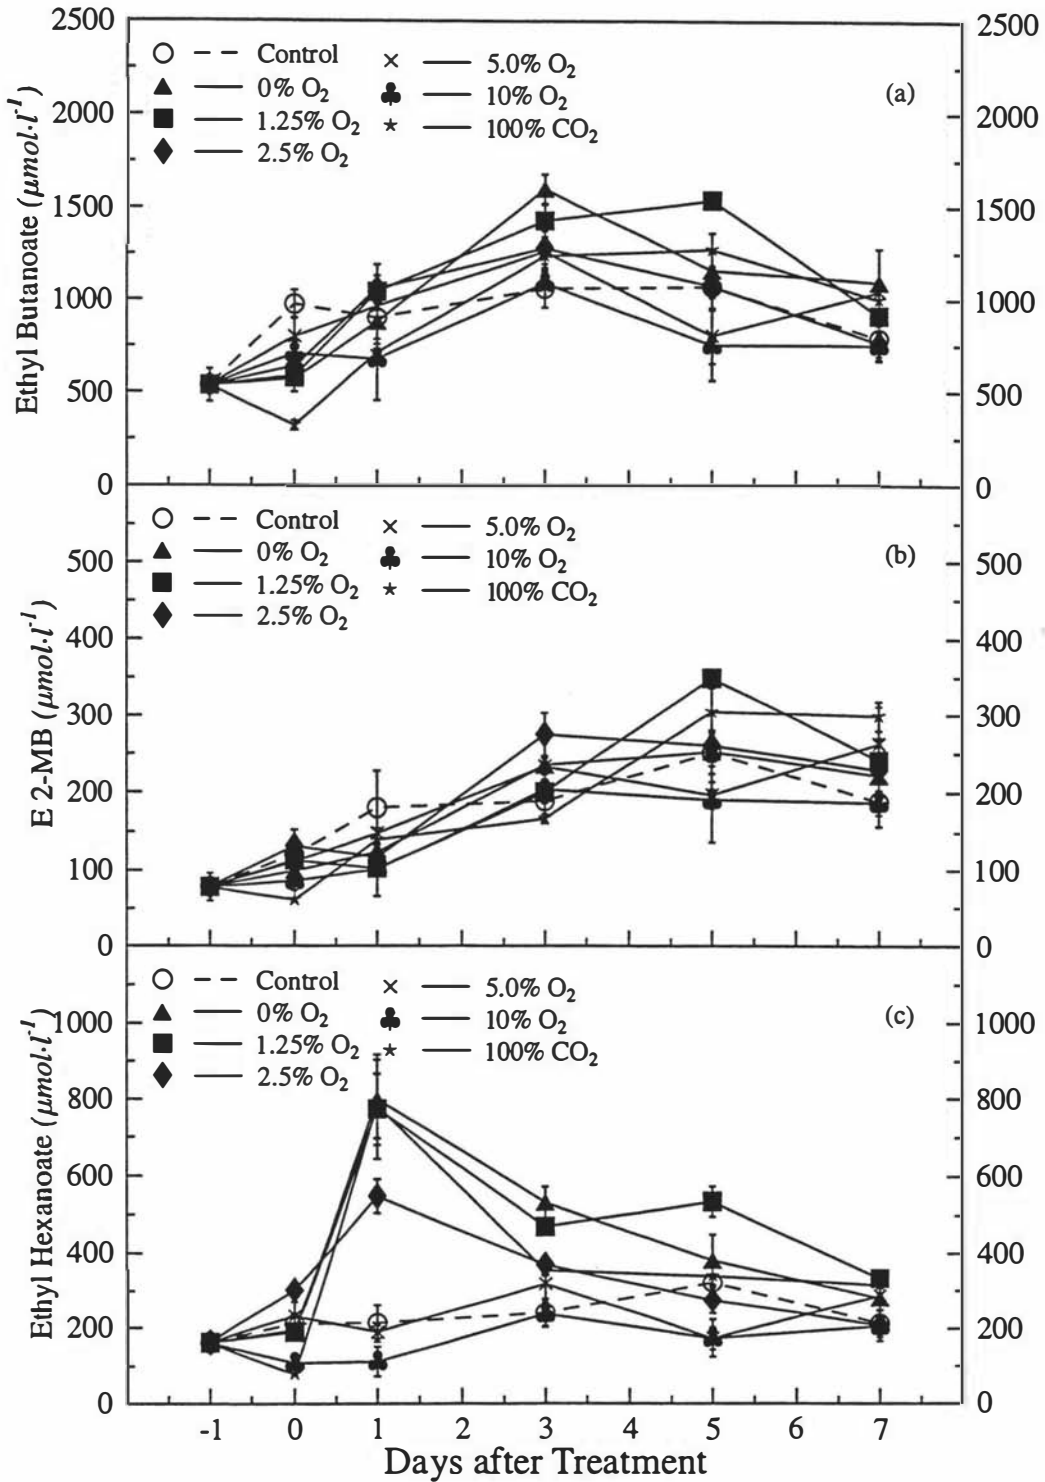 Ethyl Butanoate (μmol·l⁻¹)
2500
2000
1500
1000
500
0
Control
0% O₂
1.25% O₂
2.5% O₂
5.0% O₂
10% O₂
100% CO₂
(a)
2500
2000
1500
1000
500
0
E 2-MB (μmol·l⁻¹)
500
400
300
200
100
0
Control
0% O₂
1.25% O₂
2.5% O₂
5.0% O₂
10% O₂
100% CO₂
(b)
500
400
300
200
100
0
Ethyl Hexanoate (μmol·l⁻¹)
1000
800
600
400
200
0
Control
0% O₂
1.25% O₂
2.5% O₂
5.0% O₂
10% O₂
100% CO₂
(c)
1000
800
600
400
200
0
-1 0 1 2 3 4 5 6 7
Days after Treatment